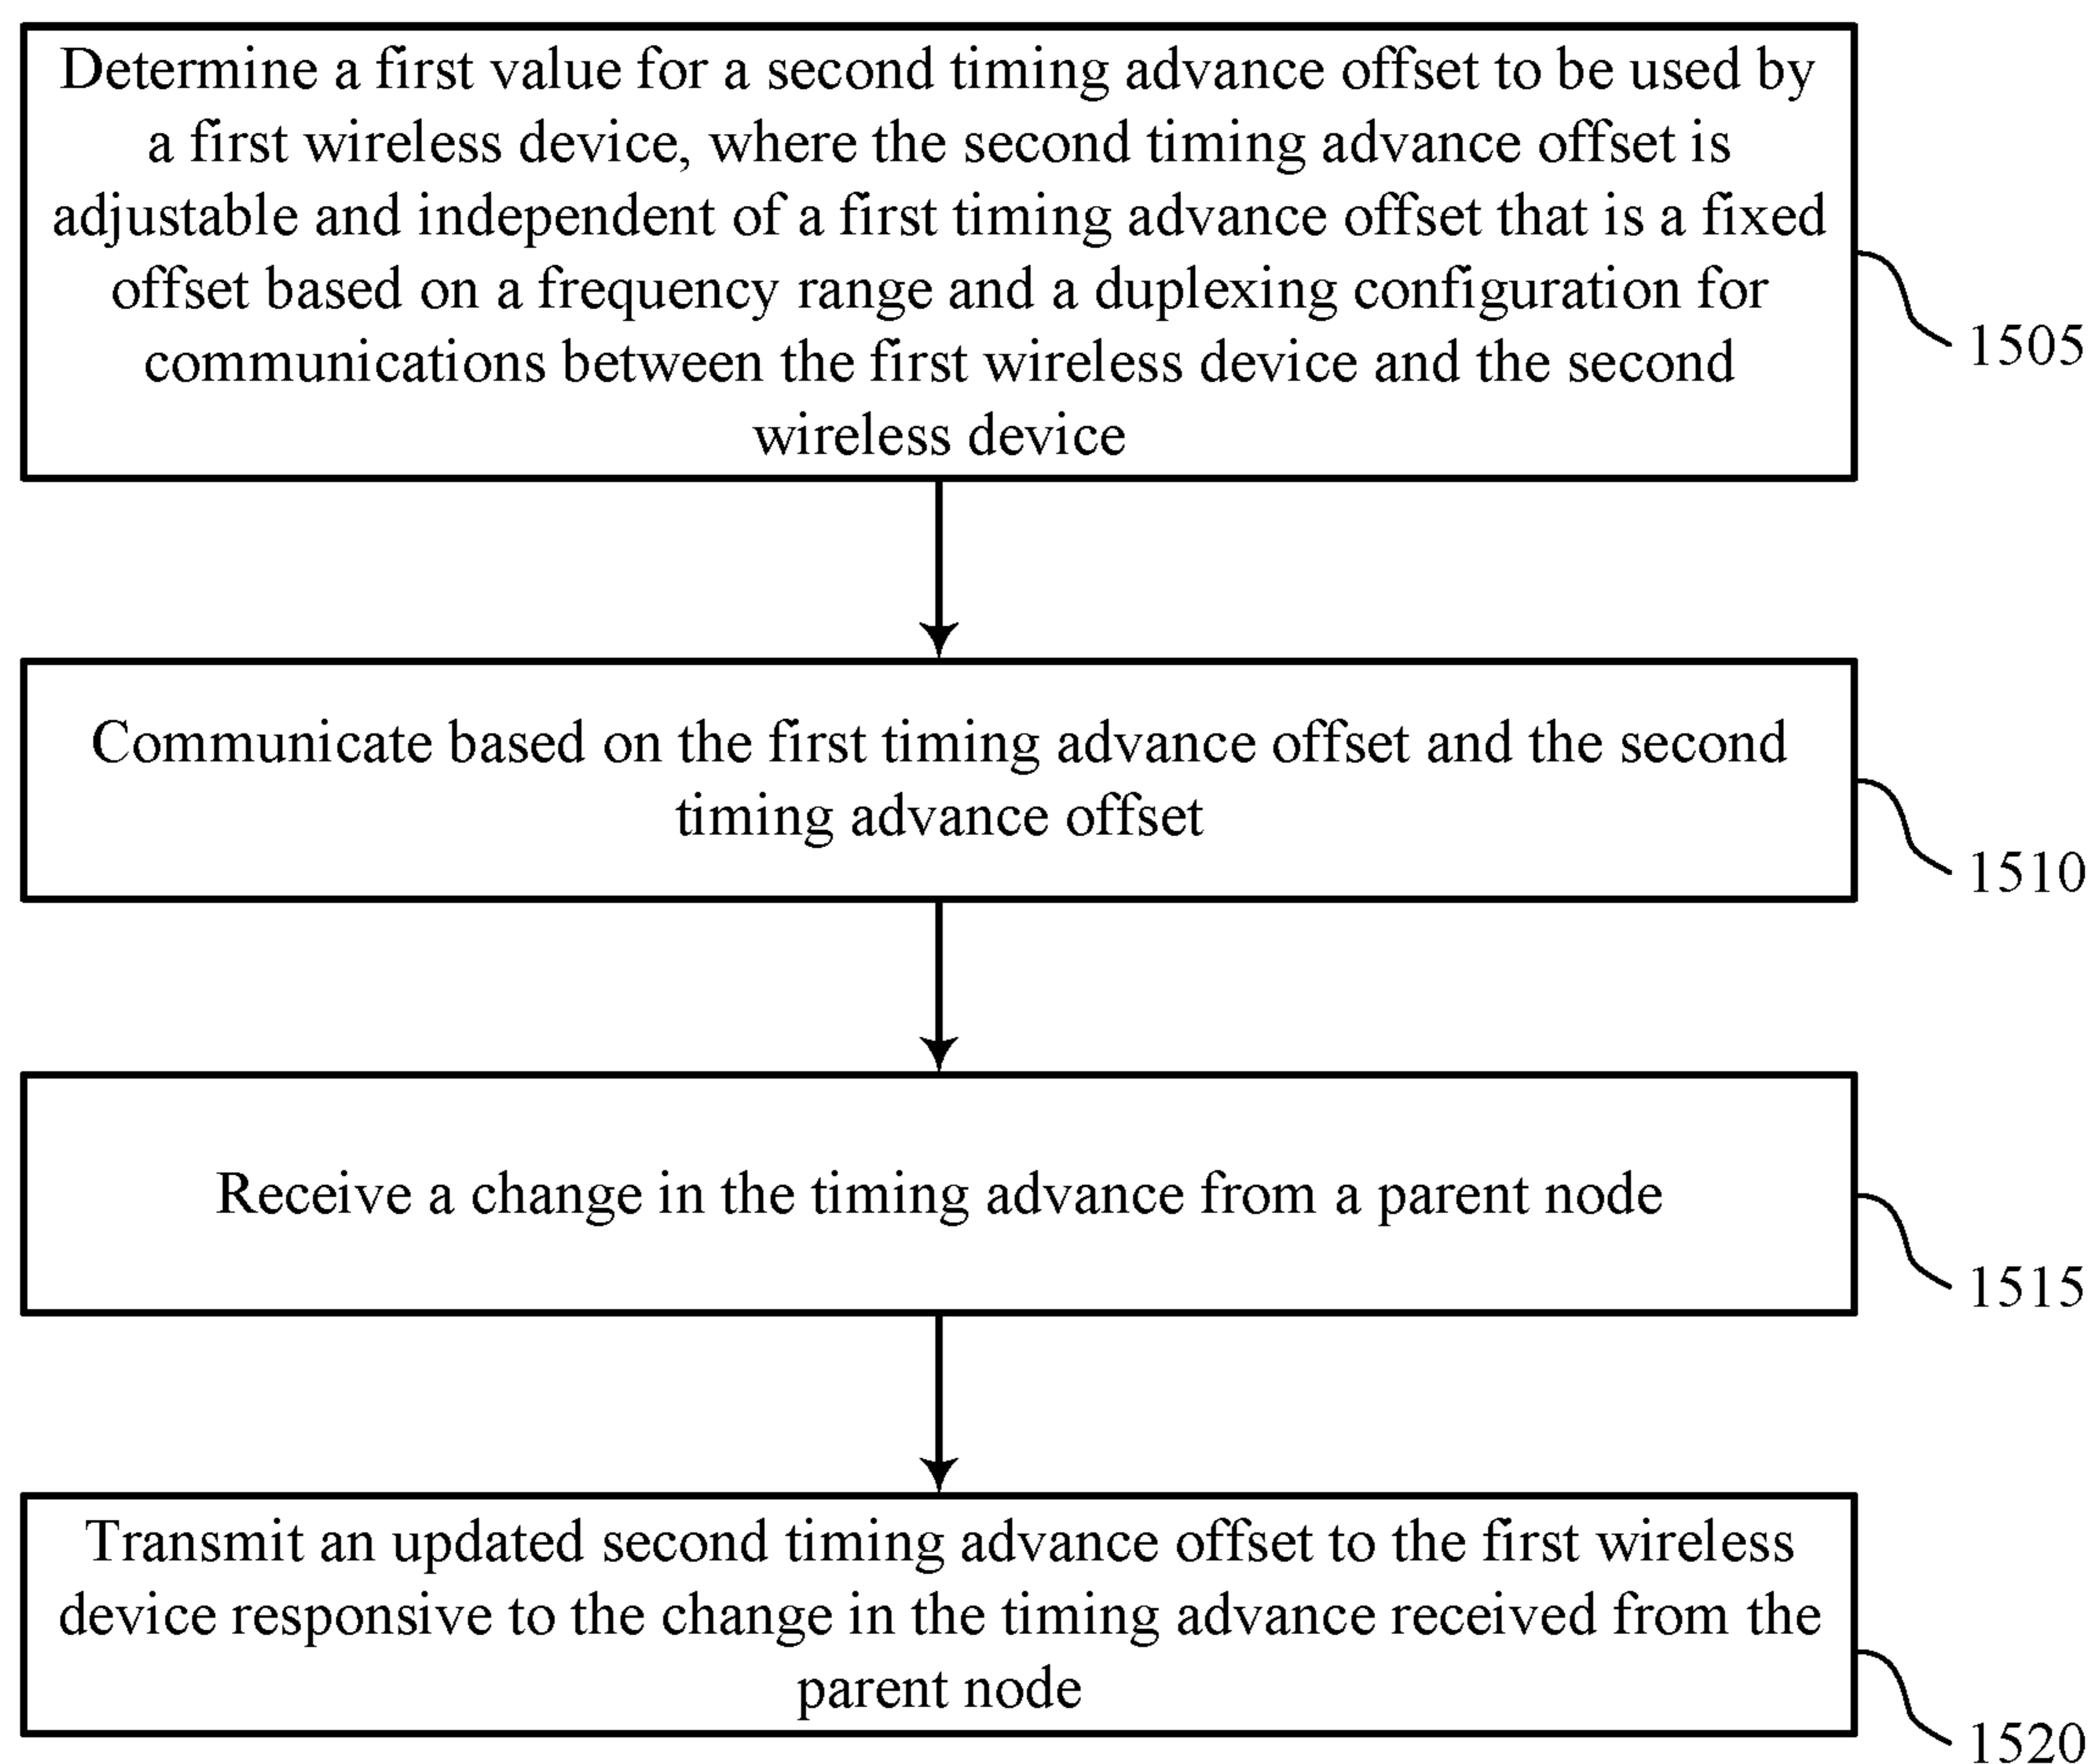 Determine a first value for a second timing advance offset to be used by
a first wireless device, where the second timing advance offset is
adjustable and independent of a first timing advance offset that is a fixed
offset based on a frequency range and a duplexing configuration for
communications between the first wireless device and the second
wireless device
1505
Communicate based on the first timing advance offset and the second
timing advance offset
1510
Receive a change in the timing advance from a parent node
1515
Transmit an updated second timing advance offset to the first wireless
device responsive to the change in the timing advance received from the
parent node
1520